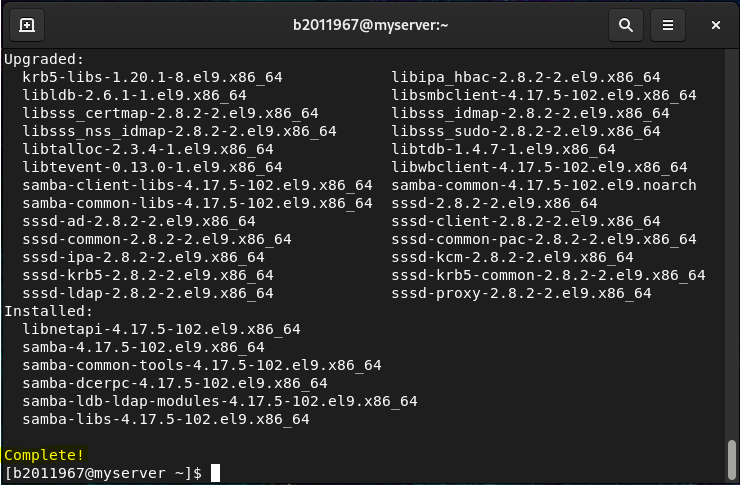 b2011967@myserver:~
Upgraded:
krb5-libs-1.20.1-8.el9.x86_64 libipa_hbac-2.8.2-2.el9.x86_64
libldb-2.6.1-1.el9.x86_64 libsmbclient-4.17.5-102.el9.x86_64
libsss_certmap-2.8.2-2.el9.x86_64 libsss_idmap-2.8.2-2.el9.x86_64
libsss_nss_idmap-2.8.2-2.el9.x86_64 libsss_sudo-2.8.2-2.el9.x86_64
libtalloc-2.3.4-1.el9.x86_64 libtdb-1.4.7-1.el9.x86_64
libtevent-0.13.0-1.el9.x86_64 libwbclient-4.17.5-102.el9.x86_64
samba-client-libs-4.17.5-102.el9.x86_64 samba-common-4.17.5-102.el9.noarch
samba-common-libs-4.17.5-102.el9.x86_64 sssd-2.8.2-2.el9.x86_64
sssd-ad-2.8.2-2.el9.x86_64 sssd-client-2.8.2-2.el9.x86_64
sssd-common-2.8.2-2.el9.x86_64 sssd-common-pac-2.8.2-2.el9.x86_64
sssd-ipa-2.8.2-2.el9.x86_64 sssd-kcm-2.8.2-2.el9.x86_64
sssd-krb5-2.8.2-2.el9.x86_64 sssd-krb5-common-2.8.2-2.el9.x86_64
sssd-ldap-2.8.2-2.el9.x86_64 sssd-proxy-2.8.2-2.el9.x86_64
Installed:
libnetapi-4.17.5-102.el9.x86_64
samba-4.17.5-102.el9.x86_64
samba-common-tools-4.17.5-102.el9.x86_64
samba-dcerpc-4.17.5-102.el9.x86_64
samba-ldb-ldap-modules-4.17.5-102.el9.x86_64
samba-libs-4.17.5-102.el9.x86_64
Complete!
[b2011967@myserver ~]$